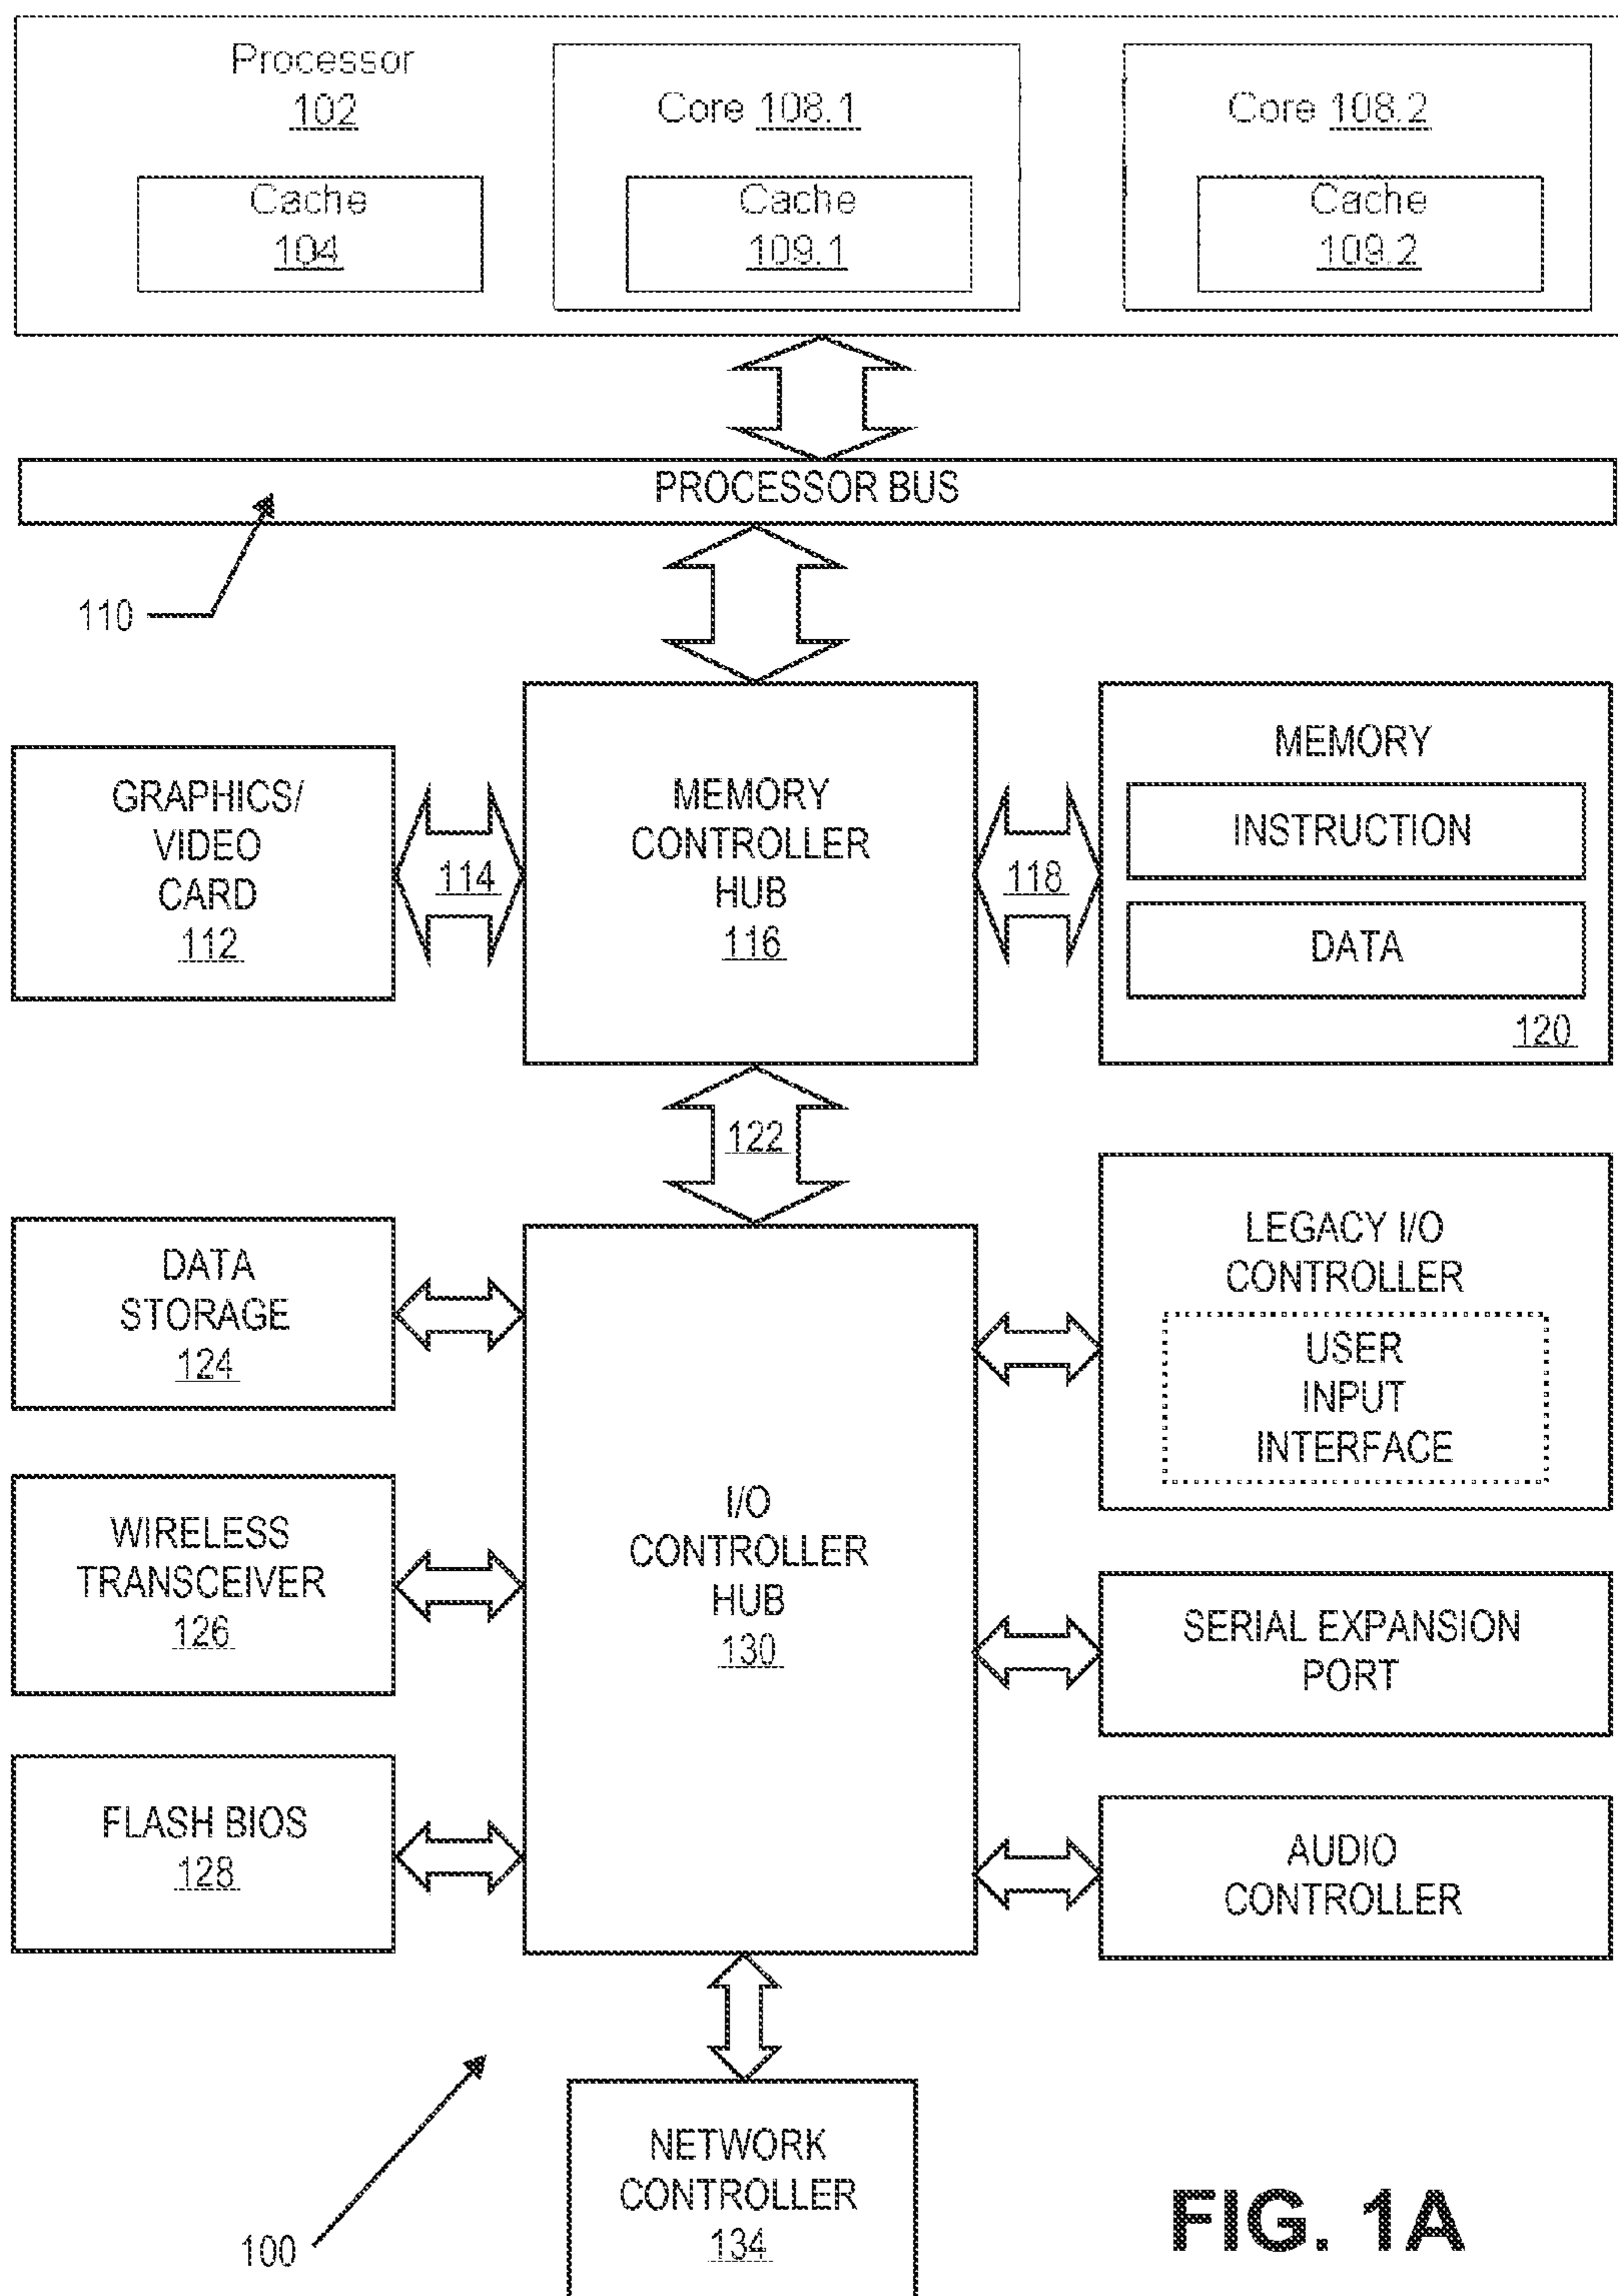 Processor
102
Cache
104
Core 108.1
Cache
109.1
Core 108.2
Cache
109.2
PROCESSOR BUS
110
GRAPHICS/
VIDEO
CARD
112
114
MEMORY
CONTROLLER
HUB
116
118
MEMORY
INSTRUCTION
DATA
120
122
DATA
STORAGE
124
LEGACY I/O
CONTROLLER
USER
INPUT
INTERFACE
WIRELESS
TRANSCEIVER
126
I/O
CONTROLLER
HUB
130
SERIAL EXPANSION
PORT
FLASH BIOS
128
AUDIO
CONTROLLER
NETWORK
CONTROLLER
134
100
FIG. 1A